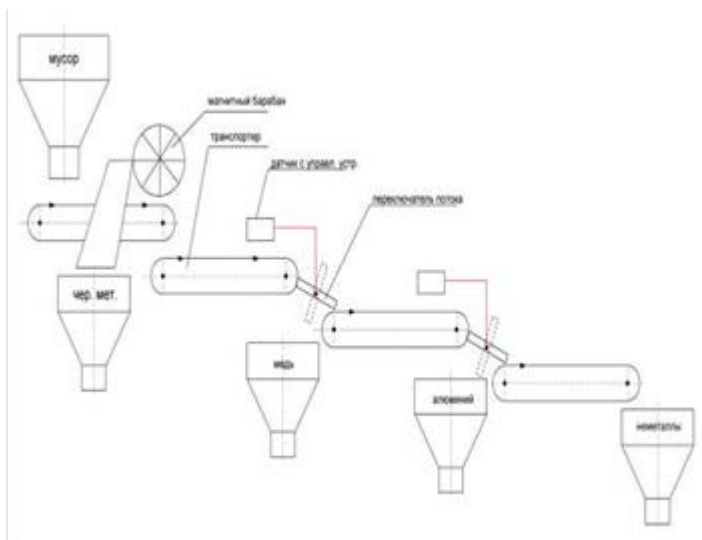 мусор
магнитный барабан
транспортер
датчик с управл. устр.
переключатель потока
чер. мет.
медь
алюминий
неметаллы